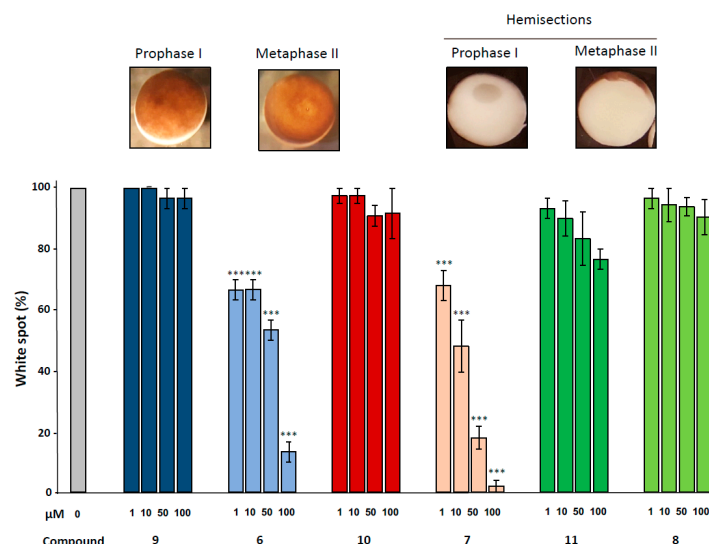 Hemisections
Prophase I Metaphase II Prophase I Metaphase II
White spot (%)
100
80
60
40
20
0
*** *** *** *** *** *** *** ***
µM 0 1 10 50 100 1 10 50 100 1 10 50 100 1 10 50 100 1 10 50 100 1 10 50 100
Compound 9 6 10 7 11 8